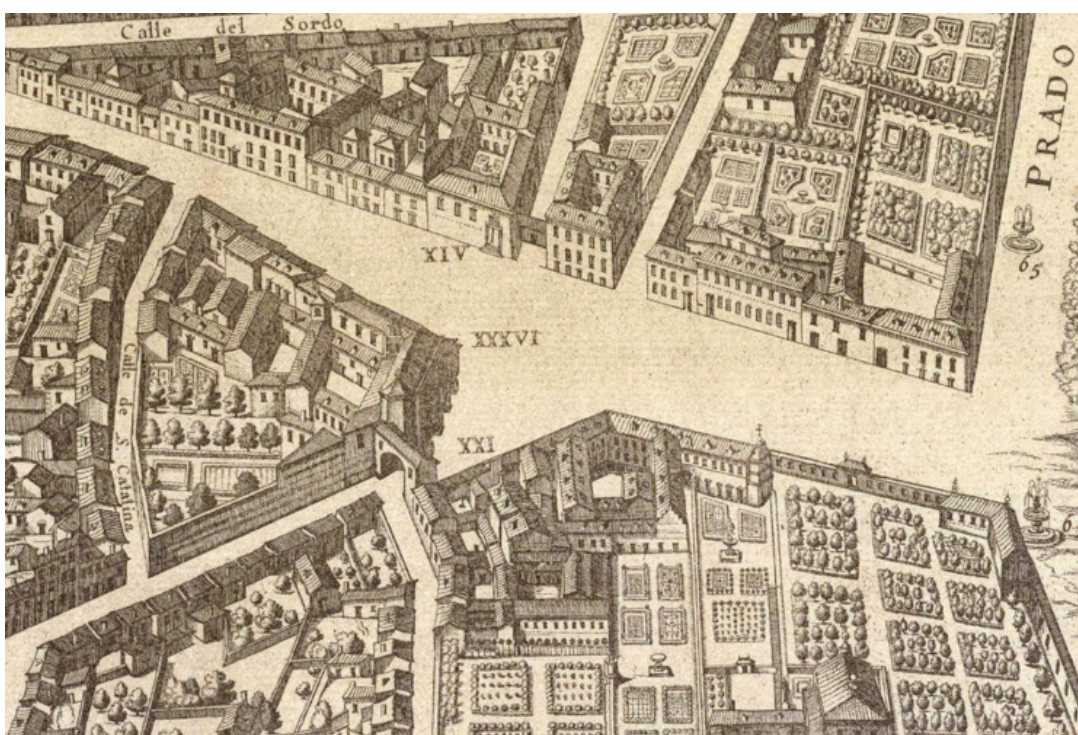 Calle del Sordo
PRADO
65
XIV
XXXVI
XXI
Calle de S. Catalina